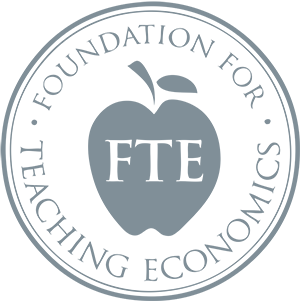 • FOUNDATION FOR •
TEACHING ECONOMICS
FTE